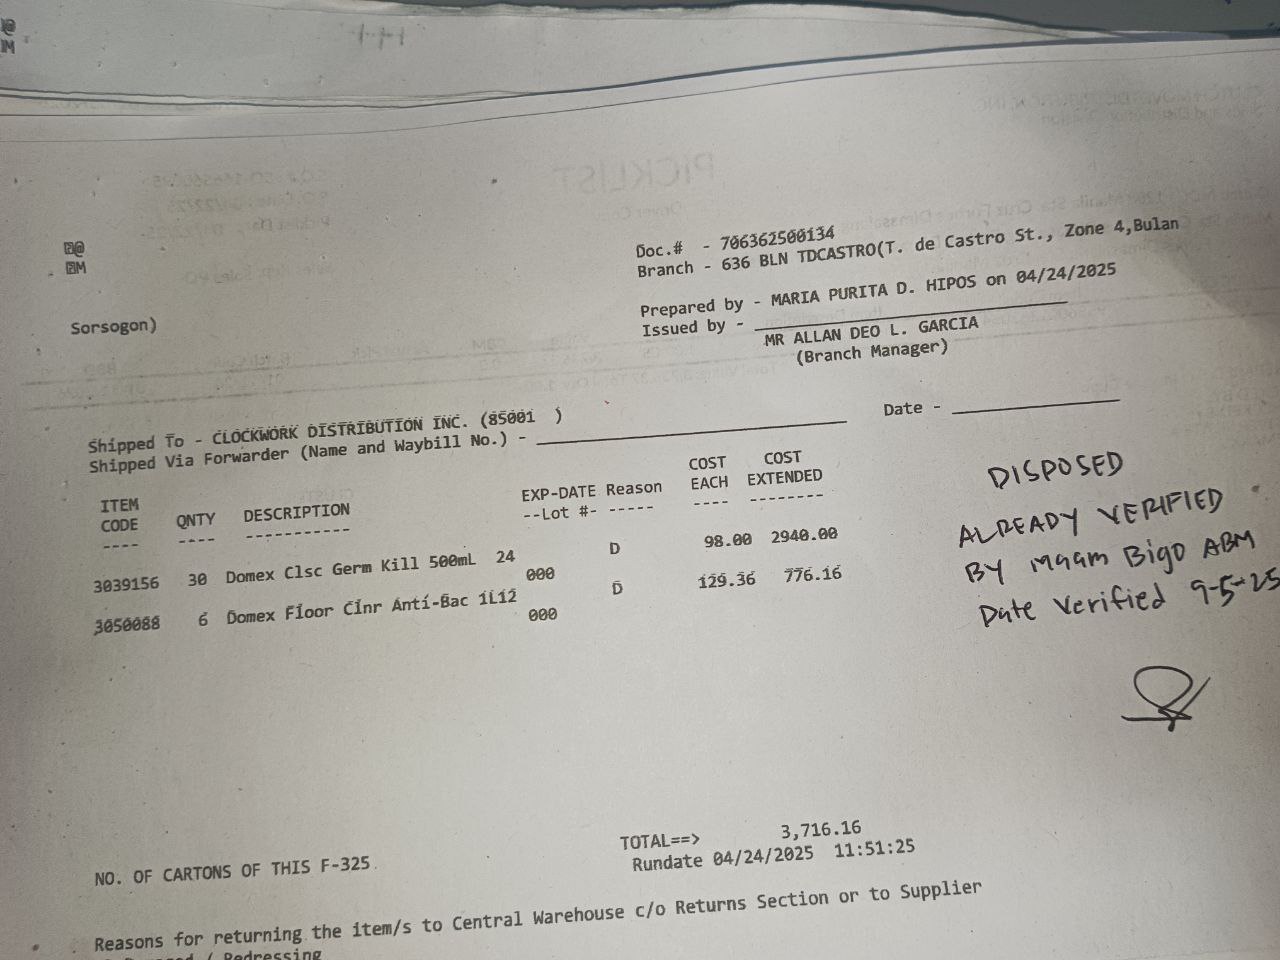 Doc.# - 706362500134
Branch - 636 BLN TDCASTRO(T. de Castro St., Zone 4,Bulan
Sorsogon)
Prepared by - MARIA PURITA D. HIPOS on 04/24/2025
Issued by -
MR ALLAN DEO L. GARCIA
(Branch Manager)
Shipped To - CLOCKWORK DISTRIBUTION INC. (85001 )
Date -
Shipped Via Forwarder (Name and Waybill No.) -
ITEM CODE QNTY DESCRIPTION EXP-DATE --Lot #- Reason COST EACH COST EXTENDED
3039156 30 Domex Clsc Germ Kill 500mL 24 D 98.00 2940.00
000
3050088 6 Domex Floor Clnr Anti-Bac 1L12 D 129.36 776.16
000
DISPOSED
ALREADY VERIFIED
BY Maam Bigo ABM
Date Verified 9-5-25
TOTAL==> 3,716.16
NO. OF CARTONS OF THIS F-325
Rundate 04/24/2025 11:51:25
Reasons for returning the item/s to Central Warehouse c/o Returns Section or to Supplier
/ Redressing
PICKLIST